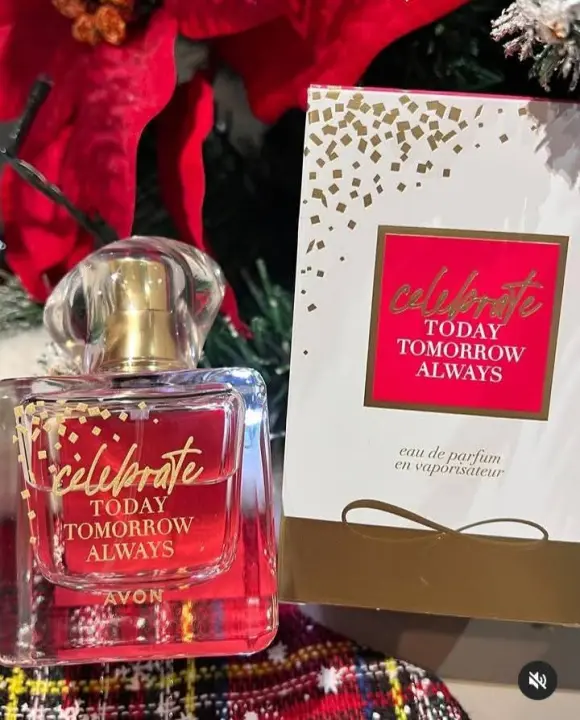 celebrate
TODAY
TOMORROW
ALWAYS
eau de parfum
en vaporisateur
celebrate
TODAY
TOMORROW
ALWAYS
AVON